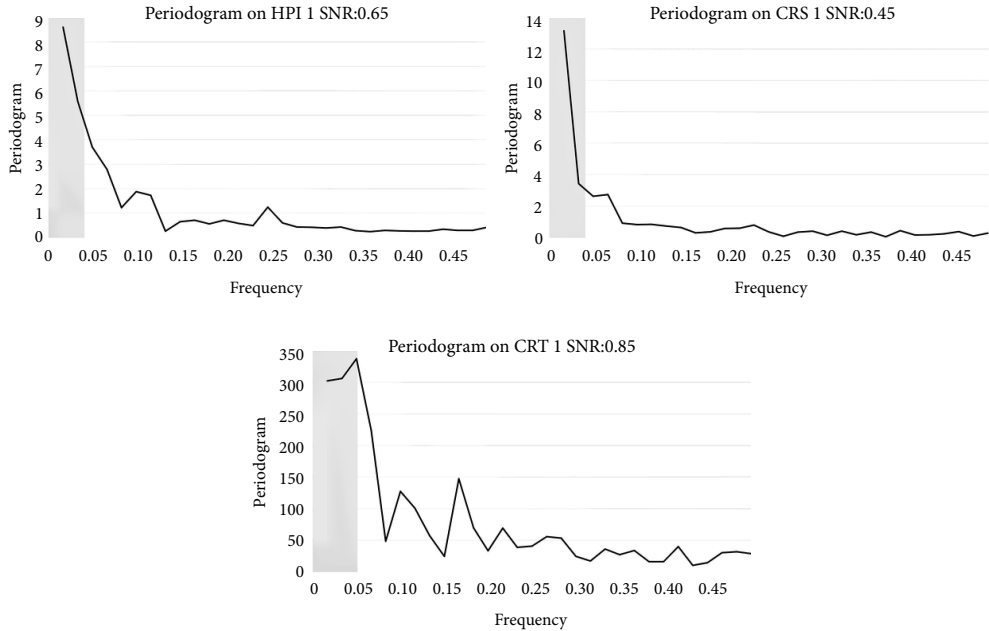 Periodogram on HPI 1 SNR:0.65
Periodogram
9
8
7
6
5
4
3
2
1
0
0 0.05 0.10 0.15 0.20 0.25 0.30 0.35 0.40 0.45
Frequency
Periodogram on CRS 1 SNR:0.45
Periodogram
14
12
10
8
6
4
2
0
0 0.05 0.10 0.15 0.20 0.25 0.30 0.35 0.40 0.45
Frequency
Periodogram on CRT 1 SNR:0.85
Periodogram
350
300
250
200
150
100
50
0
0 0.05 0.10 0.15 0.20 0.25 0.30 0.35 0.40 0.45
Frequency